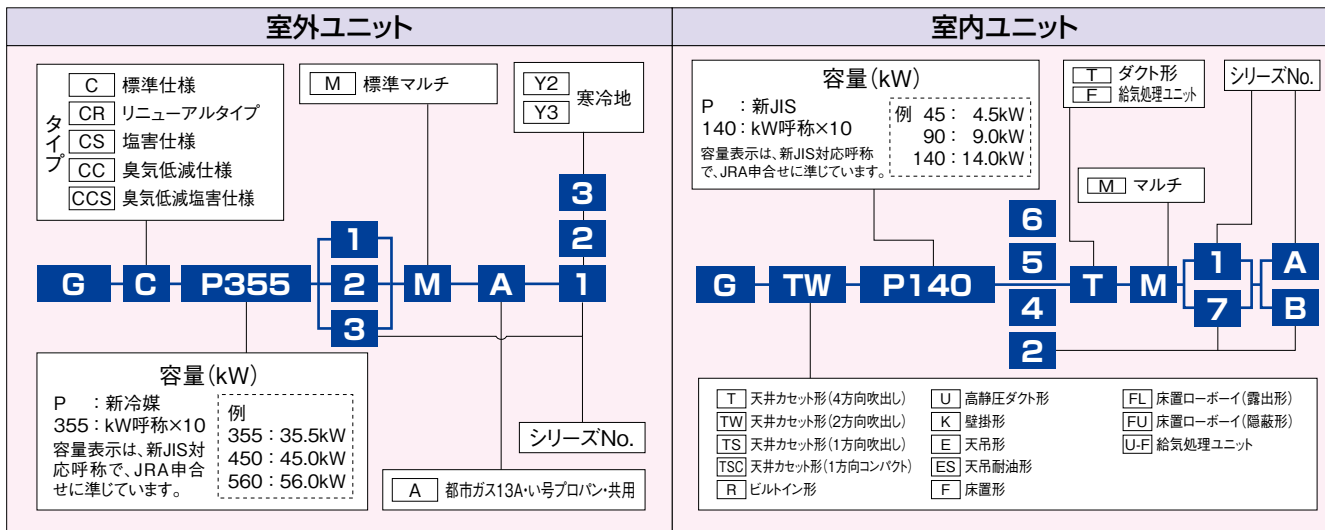 室外ユニット
タイプ
C 標準仕様
CR リニューアルタイプ
CS 塩害仕様
CC 臭気低減仕様
CCS 臭気低減塩害仕様
M 標準マルチ
Y2
Y3
寒冷地
3
2
1
2
3
G C P355 M A 1
容量(kW)
P :新冷媒
355:kW呼称×10
容量表示は、新JIS対
応呼称で、JRA申合
せに準じています。
例
355:35.5kW
450:45.0kW
560:56.0kW
シリーズNo.
A 都市ガス13A・い号プロパン・共用
室内ユニット
容量(kW)
P :新JIS
140:kW呼称×10
容量表示は、新JIS対応呼称
で、JRA申合せに準じています。
例 45: 4.5kW
90: 9.0kW
140:14.0kW
T ダクト形
F 給気処理ユニット
シリーズNo.
M マルチ
6
5
4
2
G TW P140 T M
1
7
A
B
T 天井カセット形(4方向吹出し)
TW 天井カセット形(2方向吹出し)
TS 天井カセット形(1方向吹出し)
TSC 天井カセット形(1方向コンパクト)
R ビルトイン形
U 高静圧ダクト形
K 壁掛形
E 天吊形
ES 天吊耐油形
F 床置形
FL 床置ローボーイ(露出形)
FU 床置ローボーイ(隠蔽形)
U-F 給気処理ユニット